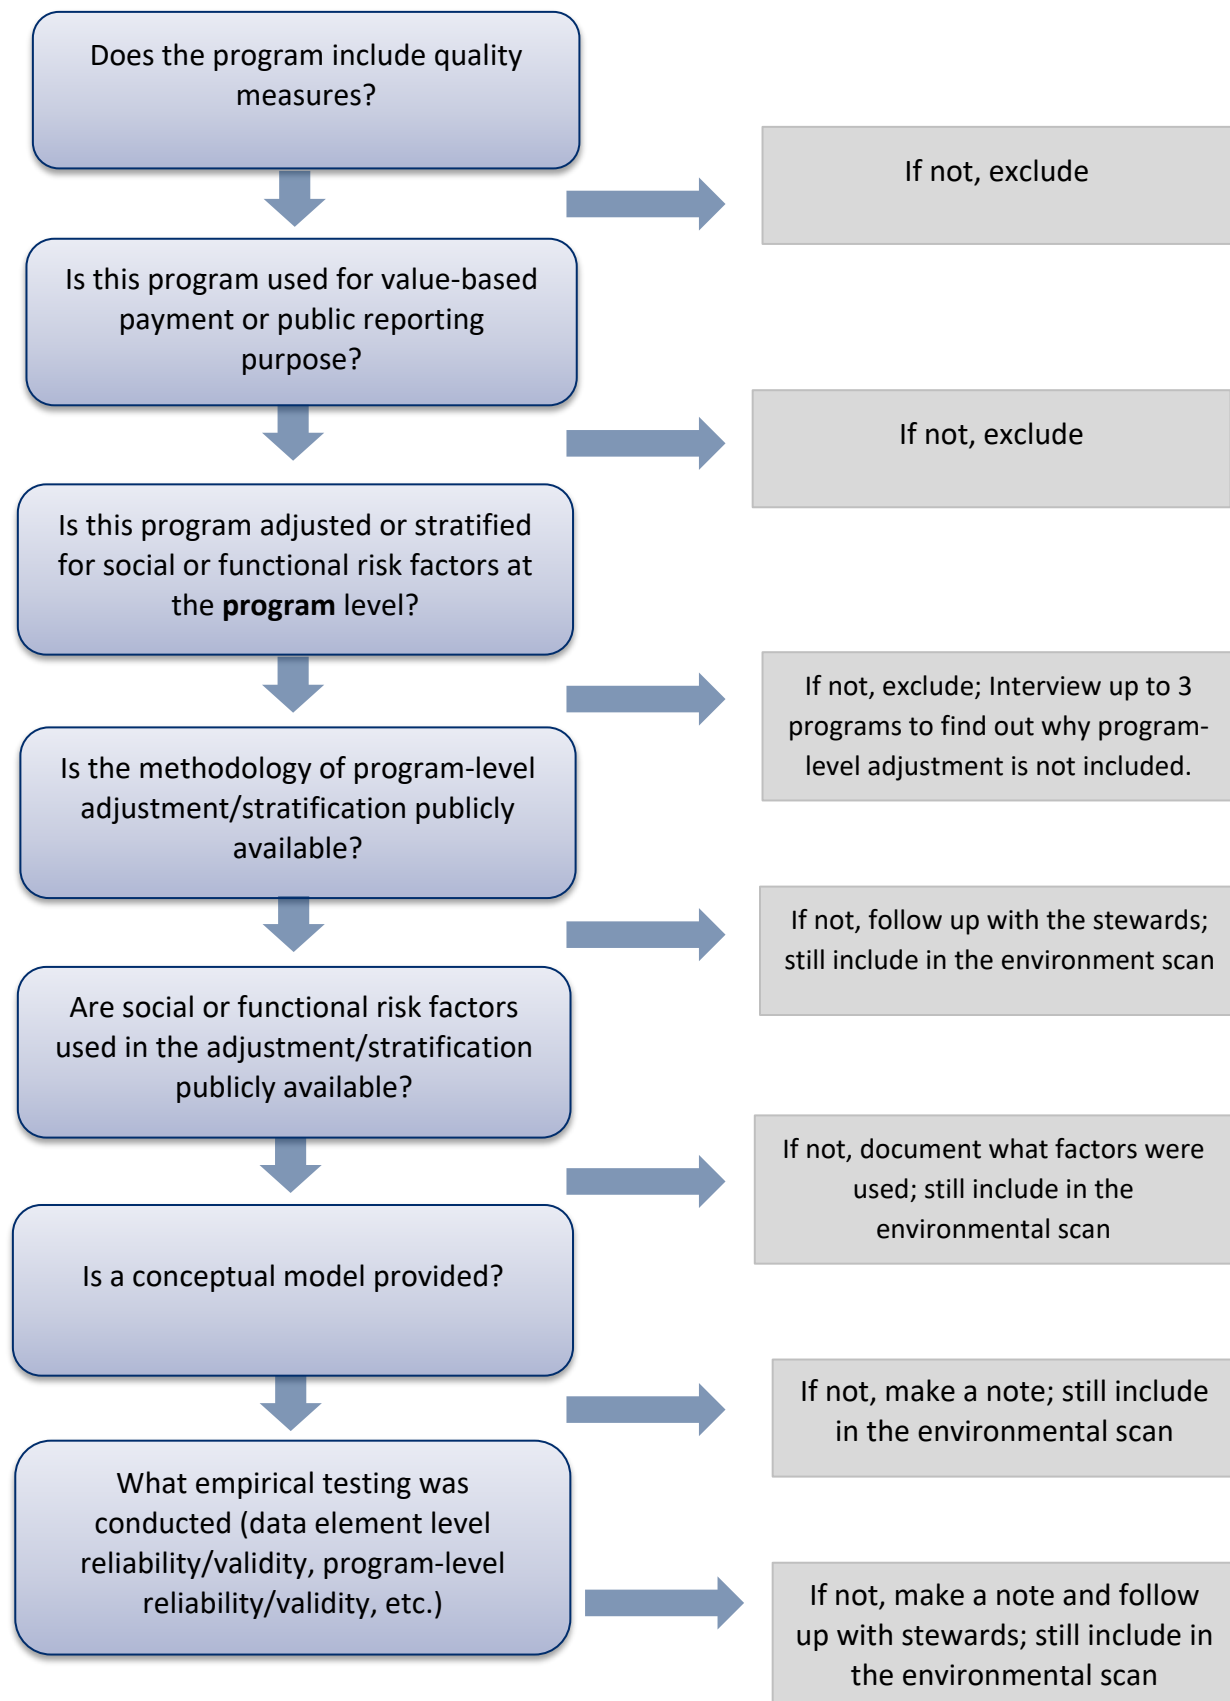 Does the program include quality
measures?
If not, exclude
Is this program used for value-based
payment or public reporting
purpose?
If not, exclude
Is this program adjusted or stratified
for social or functional risk factors at
the program level?
If not, exclude; Interview up to 3
programs to find out why program-
level adjustment is not included.
Is the methodology of program-level
adjustment/stratification publicly
available?
If not, follow up with the stewards;
still include in the environment scan
Are social or functional risk factors
used in the adjustment/stratification
publicly available?
If not, document what factors were
used; still include in the
environmental scan
Is a conceptual model provided?
If not, make a note; still include
in the environmental scan
What empirical testing was
conducted (data element level
reliability/validity, program-level
reliability/validity, etc.)
If not, make a note and follow
up with stewards; still include in
the environmental scan